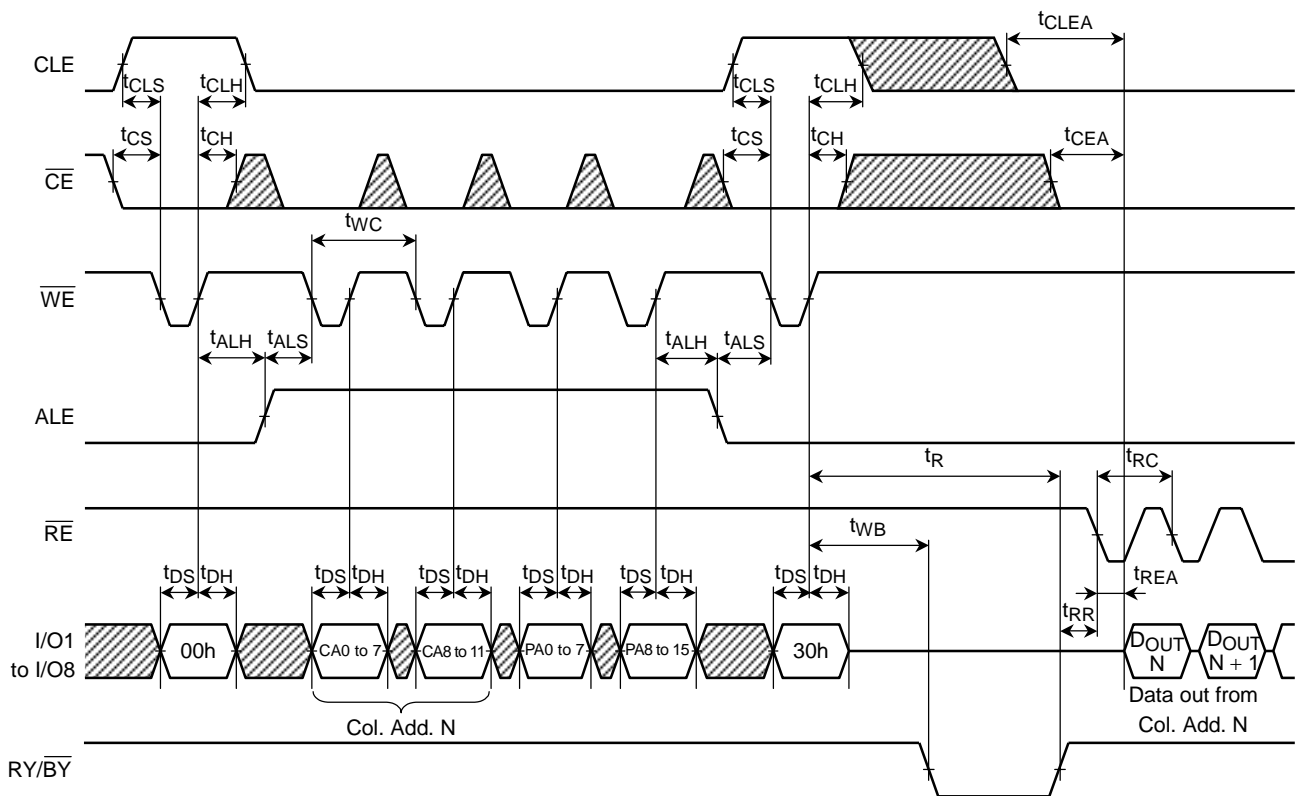 tCLEA
CLE
tCLS tCLH tCLS tCLH
tCS tCH tCS tCH tCEA
CE
tWC
WE
tALH tALS tALH tALS
ALE
tR tRC
RE
tWB
tDS tDH tDS tDH tDS tDH tDS tDH tDS tDH tDS tDH tREA
tRR
I/O1
to I/O8
00h CA0 to 7 CA8 to 11 PA0 to 7 PA8 to 15 30h DOUT N DOUT N + 1
Data out from
Col. Add. N
Col. Add. N
RY/BY